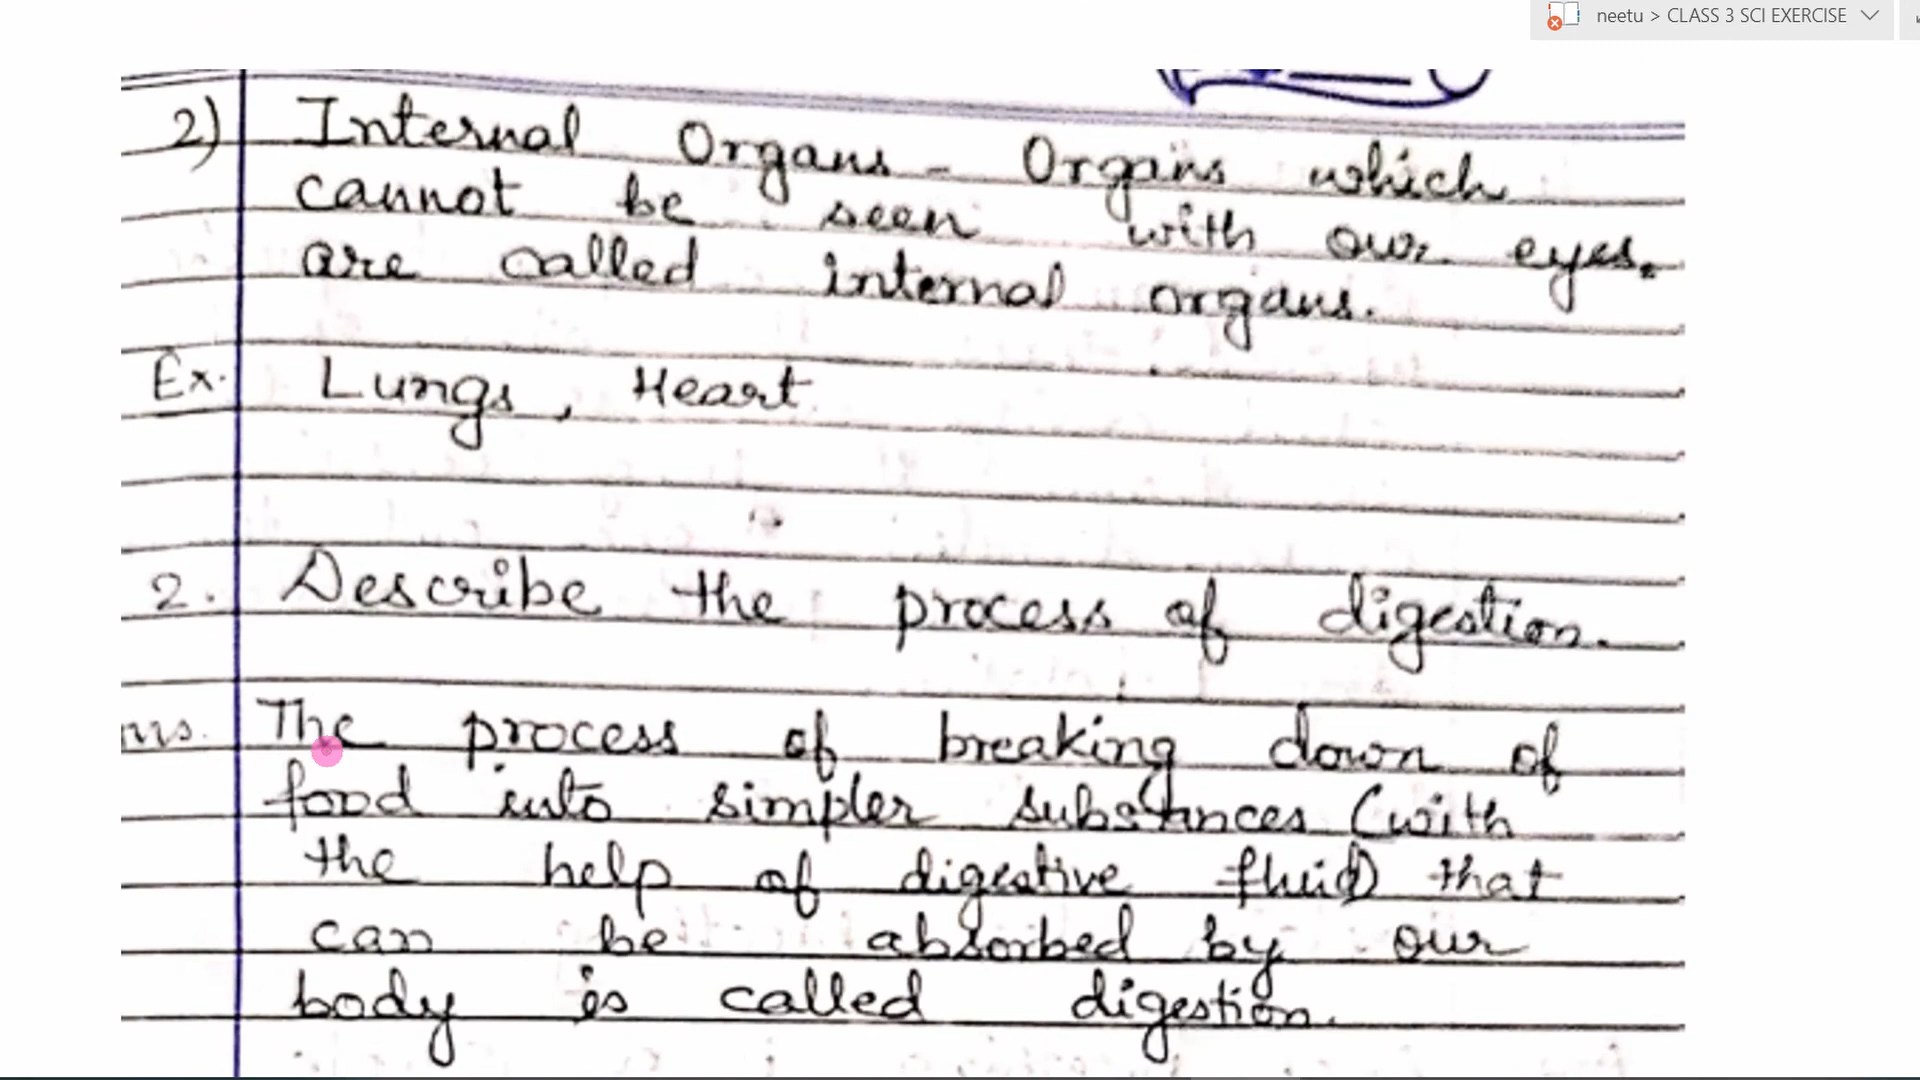 neetu > CLASS 3 SCI EXERCISE
2) Internal Organs - Organs which
cannot be seen with our eyes.
are called internal organs.
Ex. Lungs, Heart
2. Describe the process of digestion.
ns. The process of breaking down of
food into simpler substances (with
the help of digestive fluid) that
can be absorbed by our
body is called digestion.